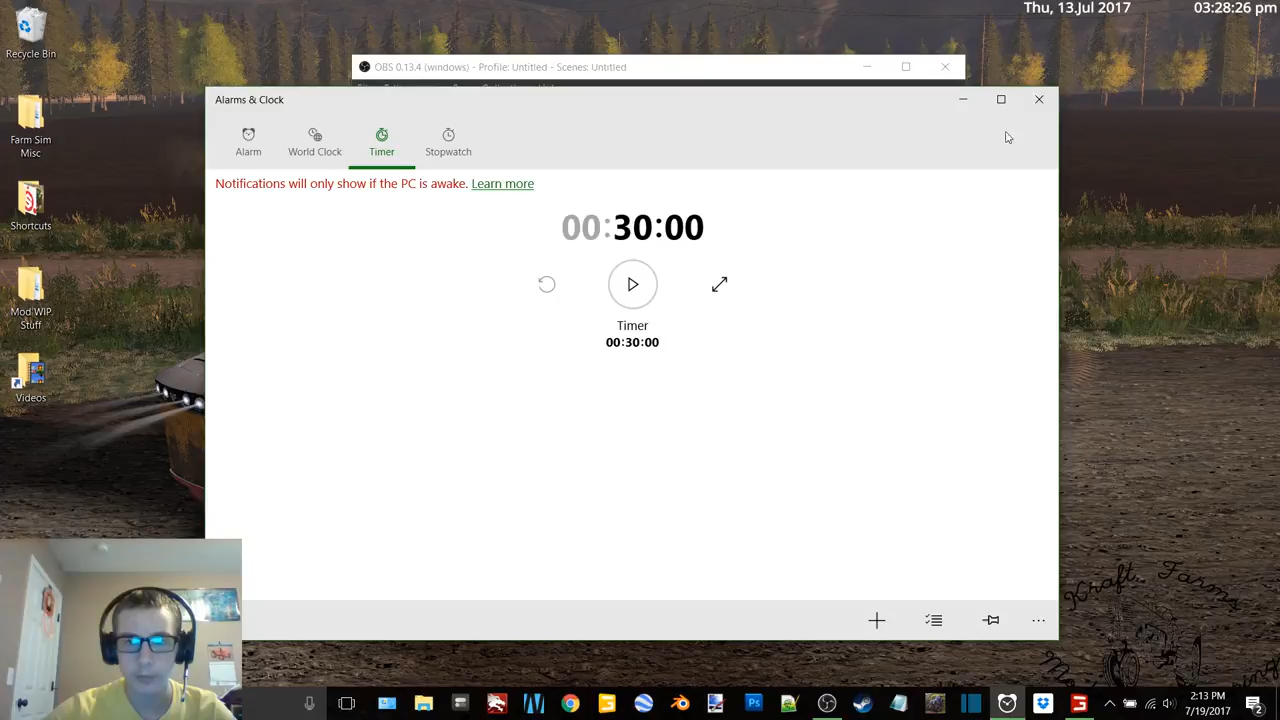 Thu, 13.Jul 2017 03:28:26 pm
Recycle Bin
OBS 0.13.4 (windows) - Profile: Untitled - Scenes: Untitled
Alarms & Clock
Alarm
World Clock
Timer
Stopwatch
Notifications will only show if the PC is awake. Learn more
00:30:00
Timer
00:30:00
Farm Sim
Misc
Shortcuts
Mod WIP
Stuff
Videos
Kraft Farms
2:13 PM
7/19/2017